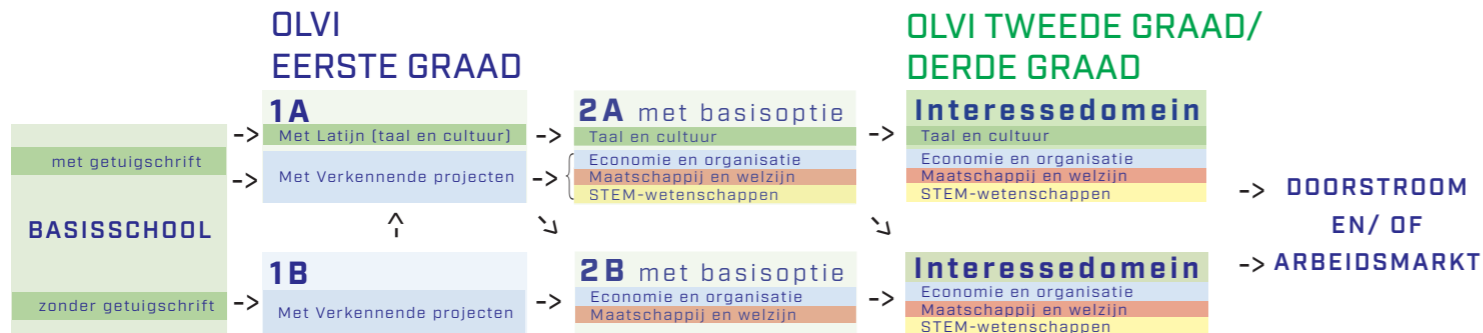 OLVI
EERSTE GRAAD
OLVI TWEEDE GRAAD/
DERDE GRAAD
BASISSCHOOL
met getuigschrift
zonder getuigschrift
->
->
->
1A
Met Latijn (taal en cultuur)
Met Verkennende projecten
->
->
2A met basisoptie
Taal en cultuur
Economie en organisatie
Maatschappij en welzijn
STEM-wetenschappen
->
Interessedomein
Taal en cultuur
Economie en organisatie
Maatschappij en welzijn
STEM-wetenschappen
1B
Met Verkennende projecten
->
2B met basisoptie
Economie en organisatie
Maatschappij en welzijn
->
Interessedomein
Economie en organisatie
Maatschappij en welzijn
STEM-wetenschappen
-> DOORSTROOM
EN/ OF
-> ARBEIDSMARKT